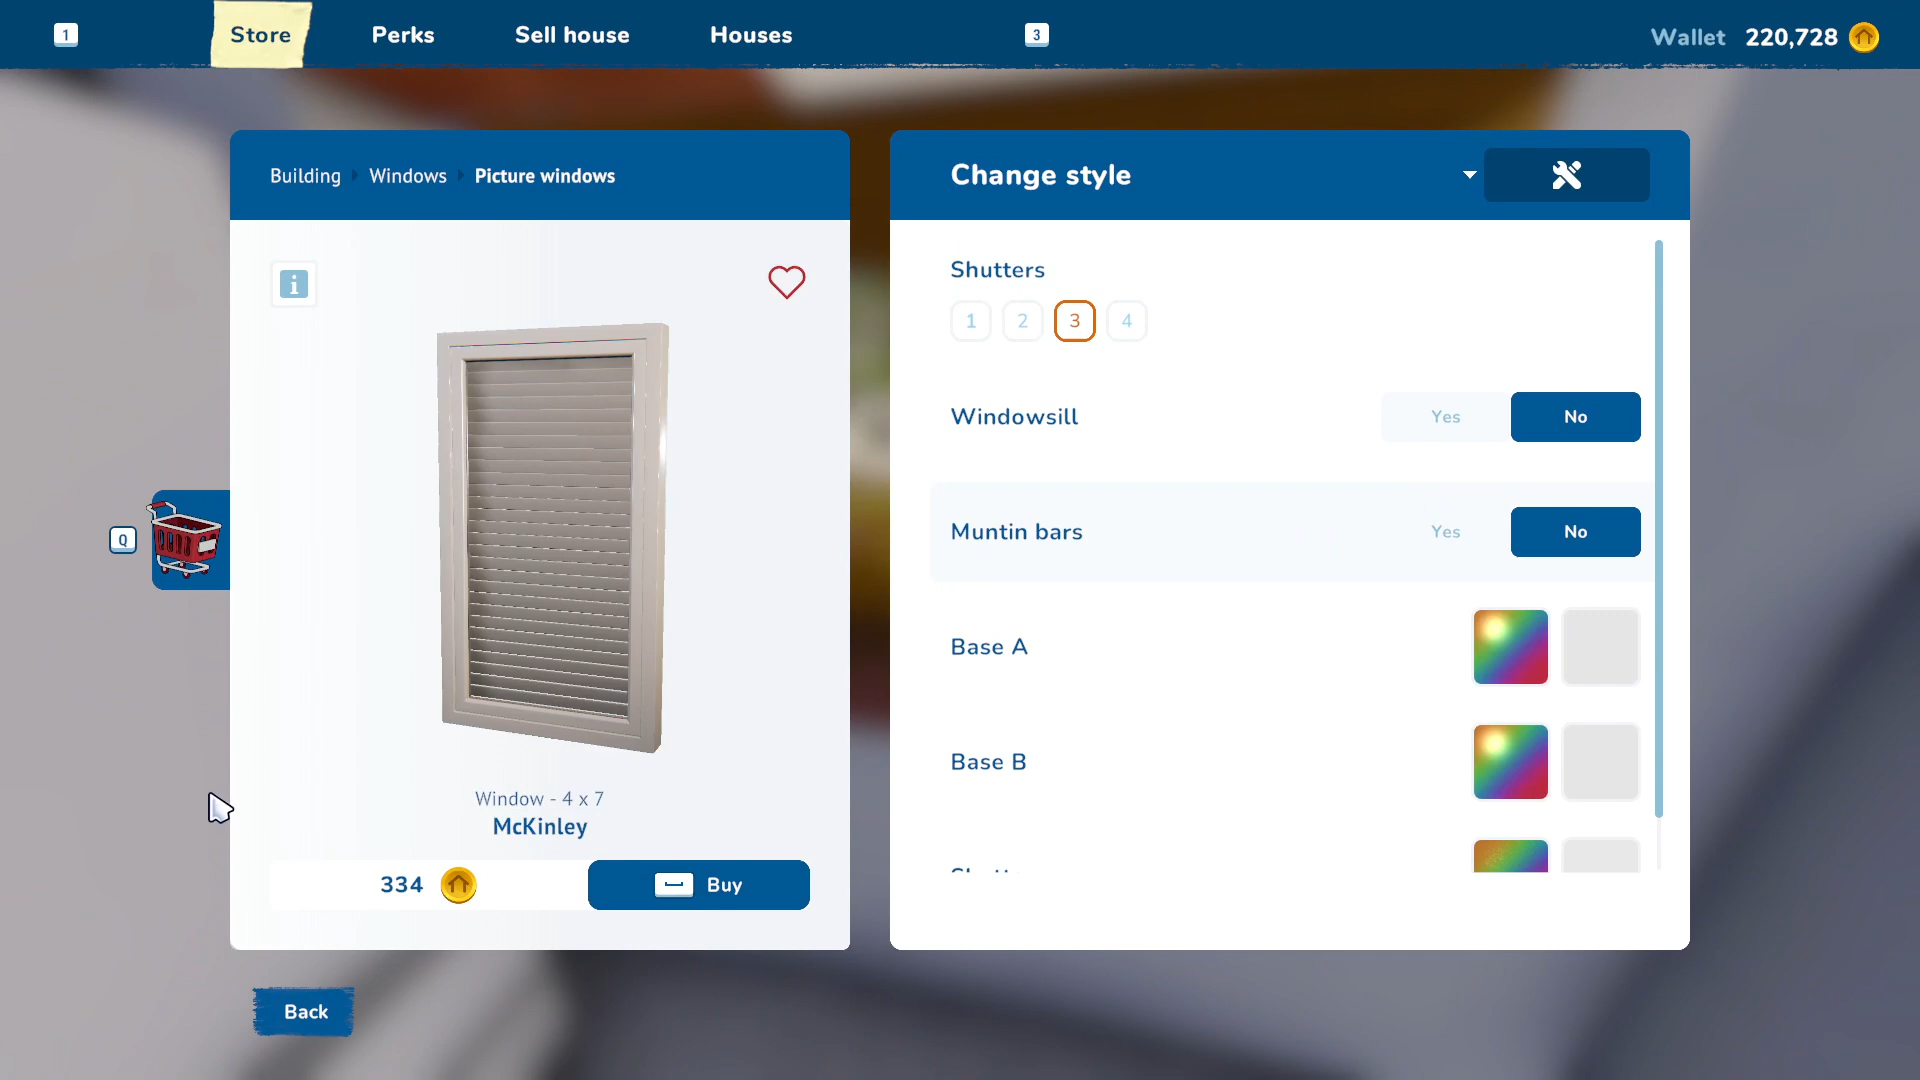 1
Store
Perks
Sell house
Houses
3
Wallet 220,728
Building Windows Picture windows
Change style
Shutters
1 2 3 4
Windowsill
Yes No
Muntin bars
Yes No
Q
Base A
Base B
Window - 4 x 7
McKinley
334
Buy
Back